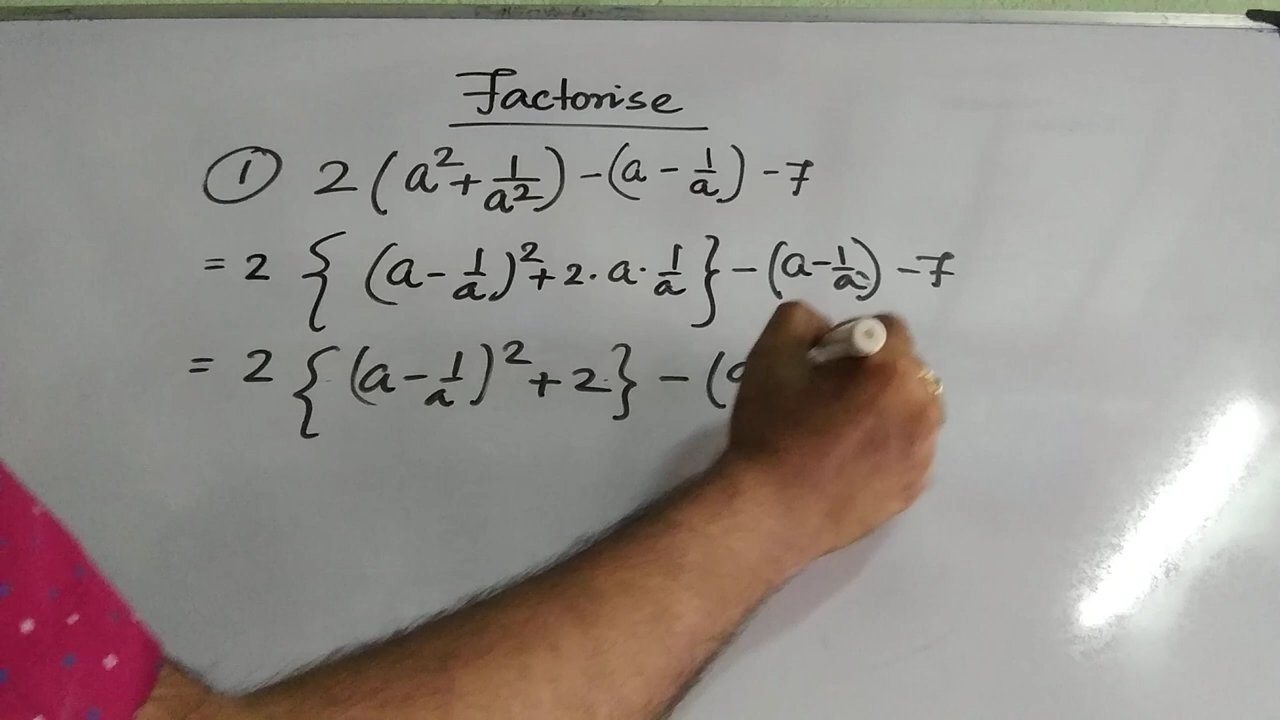 Factorise
① 2(a²+1/a²)-(a-1/a)-7
=2{(a-1/a)²+2·a·1/a}-(a-1/a)-7
=2{(a-1/a)²+2}-(